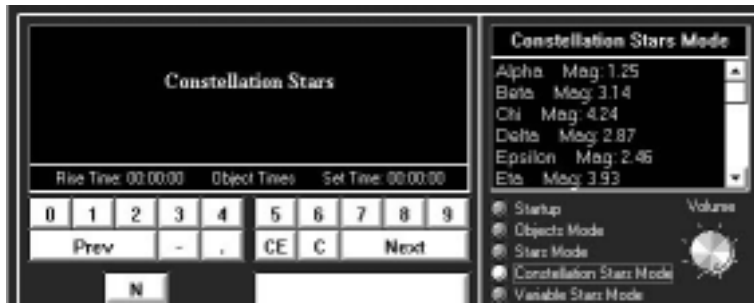 Constellation Stars
Rise Time: 00:00:00 Object Times Set Time: 00:00:00
0 1 2 3 4 5 6 7 8 9
Prev - . CE C Next
N
Constellation Stars Mode
Alpha Mag: 1.25
Beta Mag: 3.14
Chi Mag: 4.24
Delta Mag: 2.87
Epsilon Mag: 2.46
Eta Mag: 3.93
Startup
Objects Mode
Stars Mode
Constellation Stars Mode
Variable Stars Mode
Volume